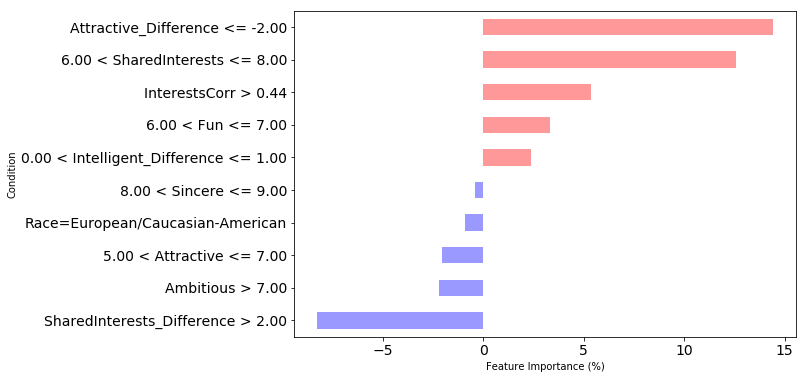 Attractive_Difference <= -2.00
6.00 < SharedInterests <= 8.00
InterestsCorr > 0.44
6.00 < Fun <= 7.00
0.00 < Intelligent_Difference <= 1.00
8.00 < Sincere <= 9.00
Race=European/Caucasian-American
5.00 < Attractive <= 7.00
Ambitious > 7.00
SharedInterests_Difference > 2.00
Condition
−5 0 5 10 15
Feature Importance (%)